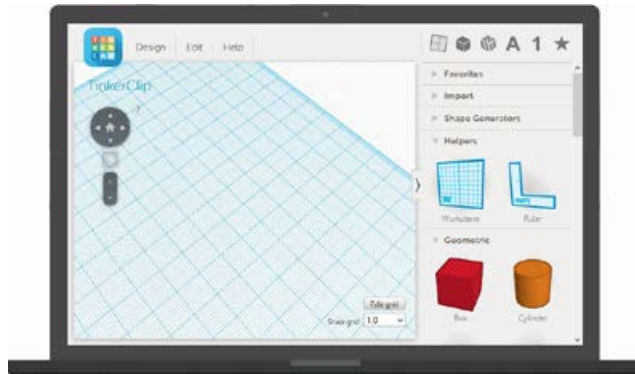 Design Edit Help
A 1
TinkerClip
Favorites
Import
Shape Generators
Helpers
Workplane Ruler
Geometric
Box Cylinder
Edit grid
Snap grid 1.0